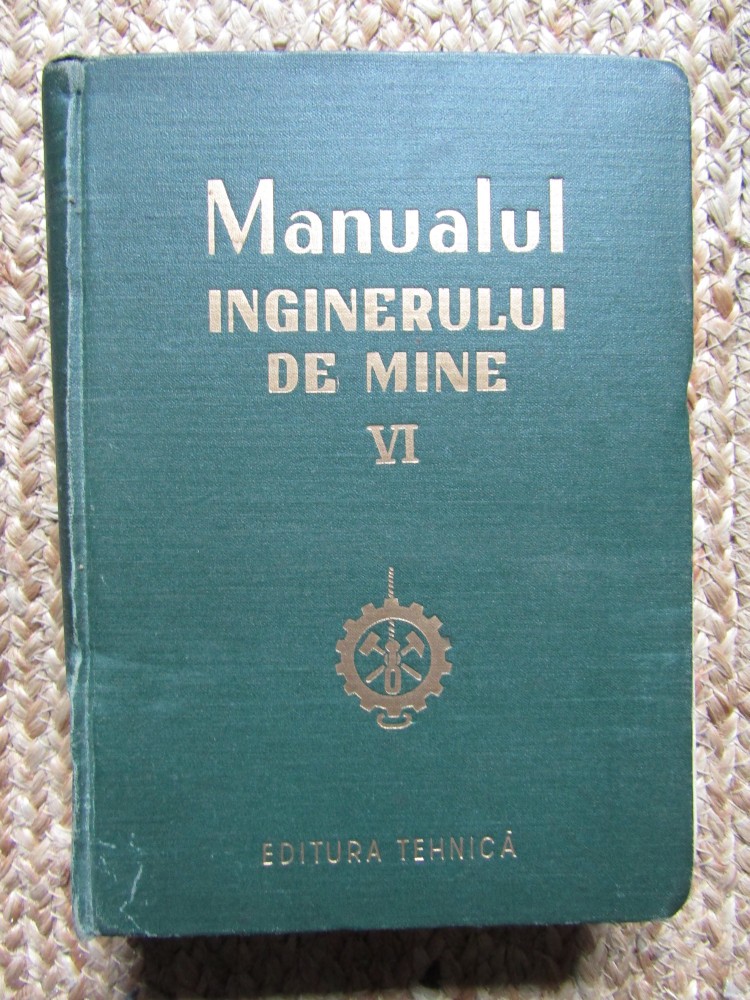 Manualul
INGINERULUI
DE MINE
VI
EDITURA TEHNICĂ